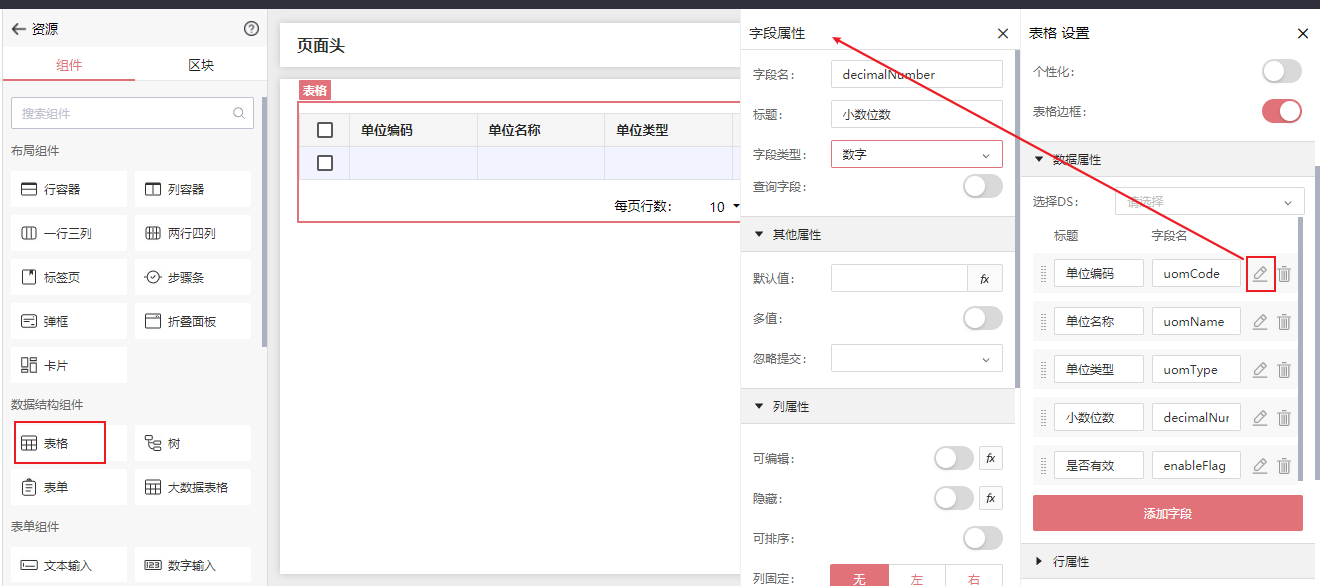 资源
组件
区块
搜索组件
布局组件
行容器
列容器
一行三列
两行四列
标签页
步骤条
弹框
折叠面板
卡片
数据结构组件
表格
树
表单
大数据表格
表单组件
文本输入
数字输入
页面头
表格
单位编码
单位名称
单位类型
每页行数:
10
字段属性
字段名:
decimalNumber
标题:
小数位数
字段类型:
数字
查询字段:
其他属性
默认值:
fx
多值:
忽略提交:
列属性
可编辑:
fx
隐藏:
fx
可排序:
列固定:
无
左
右
表格 设置
个性化:
表格边框:
数据属性
选择DS:
请选择
标题
字段名
单位编码
uomCode
单位名称
uomName
单位类型
uomType
小数位数
decimalNur
是否有效
enableFlag
添加字段
行属性